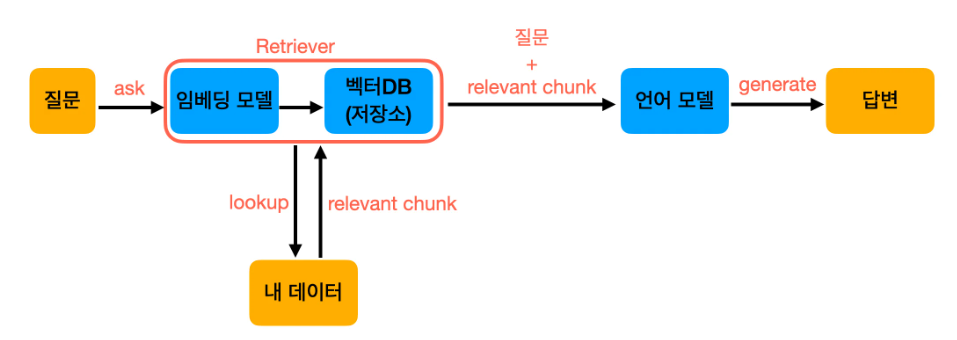 Retriever
질문
+
relevant chunk
질문
ask
임베딩 모델
벡터DB
(저장소)
언어 모델
generate
답변
lookup
relevant chunk
내 데이터